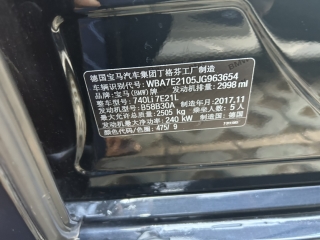 德国宝马汽车集团丁格芬工厂制造
车辆识别代号: WBA7E2105JG963654
品牌: 宝马(BMW)牌 发动机排量: 2998 ml
整车型号: 740Li 7E21L 制造年月: 2017.11
发动机型号: B58B30A 乘坐人数: 5 人
最大允许总质量: 2505 kg 制造国: 德国
发动机最大净功率: 240 kW
颜色代码: 475/ 9